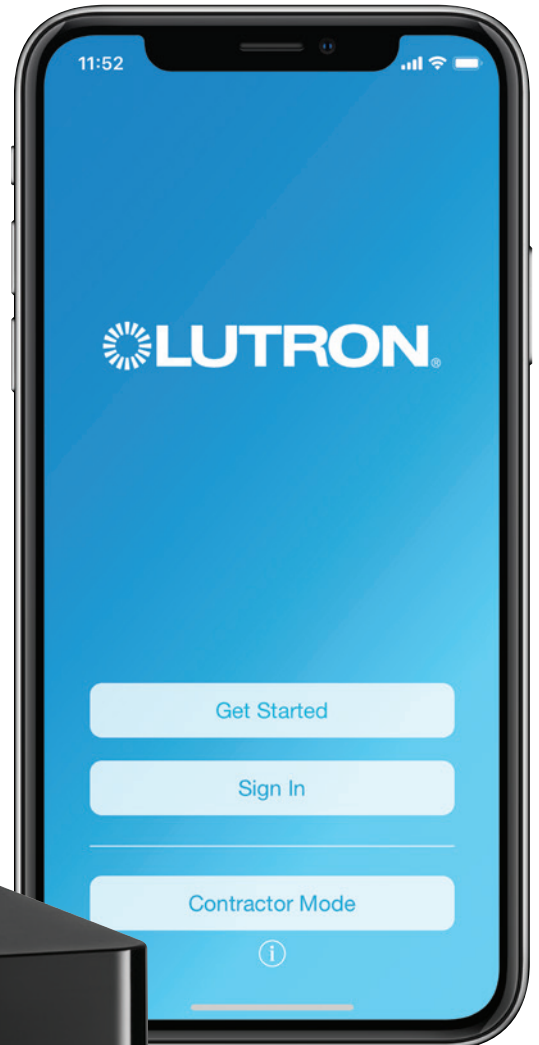 11:52
LUTRON®
Get Started
Sign In
Contractor Mode
i